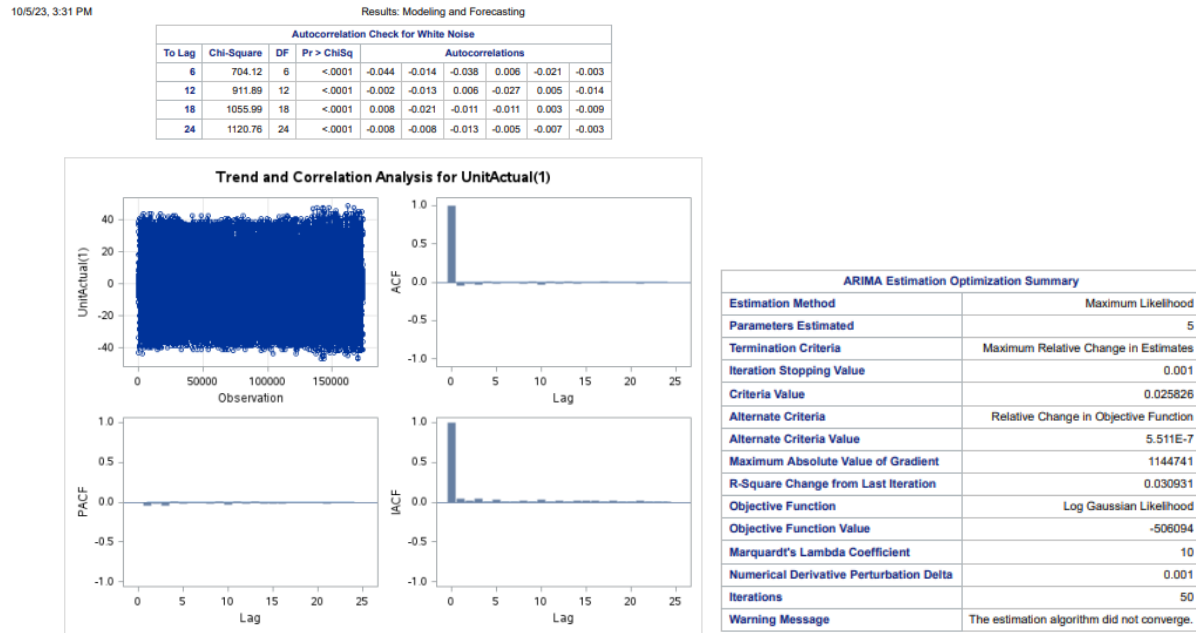 10/5/23, 3:31 PM Results: Modeling and Forecasting
Autocorrelation Check for White Noise
To Lag Chi-Square DF Pr > ChiSq Autocorrelations
6 704.12 6 <.0001 -0.044 -0.014 -0.038 0.006 -0.021 -0.003
12 911.89 12 <.0001 -0.002 -0.013 0.006 -0.027 0.005 -0.014
18 1055.99 18 <.0001 0.008 -0.021 -0.011 -0.011 0.003 -0.009
24 1120.76 24 <.0001 -0.008 -0.008 -0.013 -0.005 -0.007 -0.003
Trend and Correlation Analysis for UnitActual(1)
UnitActual(1)
40
20
0
-20
-40
0 50000 100000 150000
Observation
ACF
1.0
0.5
0.0
-0.5
-1.0
0 5 10 15 20 25
Lag
PACF
1.0
0.5
0.0
-0.5
-1.0
0 5 10 15 20 25
Lag
IACF
1.0
0.5
0.0
-0.5
-1.0
0 5 10 15 20 25
Lag
ARIMA Estimation Optimization Summary
Estimation Method Maximum Likelihood
Parameters Estimated 5
Termination Criteria Maximum Relative Change in Estimates
Iteration Stopping Value 0.001
Criteria Value 0.025826
Alternate Criteria Relative Change in Objective Function
Alternate Criteria Value 5.511E-7
Maximum Absolute Value of Gradient 1144741
R-Square Change from Last Iteration 0.030931
Objective Function Log Gaussian Likelihood
Objective Function Value -506094
Marquardt's Lambda Coefficient 10
Numerical Derivative Perturbation Delta 0.001
Iterations 50
Warning Message The estimation algorithm did not converge.